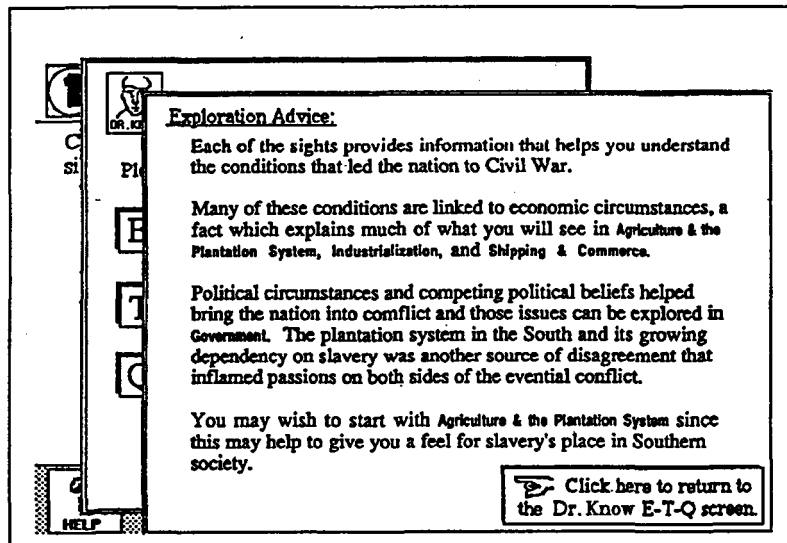 DR. K
C
si
Ple
E
T
Q
HELP
Exploration Advice:
Each of the sights provides information that helps you understand
the conditions that led the nation to Civil War.
Many of these conditions are linked to economic circumstances, a
fact which explains much of what you will see in Agriculture & the
Plantation System, Industrialization, and Shipping & Commerce.
Political circumstances and competing political beliefs helped
bring the nation into comflict and those issues can be explored in
Government. The plantation system in the South and its growing
dependency on slavery was another source of disagreement that
inflamed passions on both sides of the evential conflict.
You may wish to start with Agriculture & the Plantation System since
this may help to give you a feel for slavery's place in Southern
society.
Click here to return to
the Dr. Know E-T-Q screen.